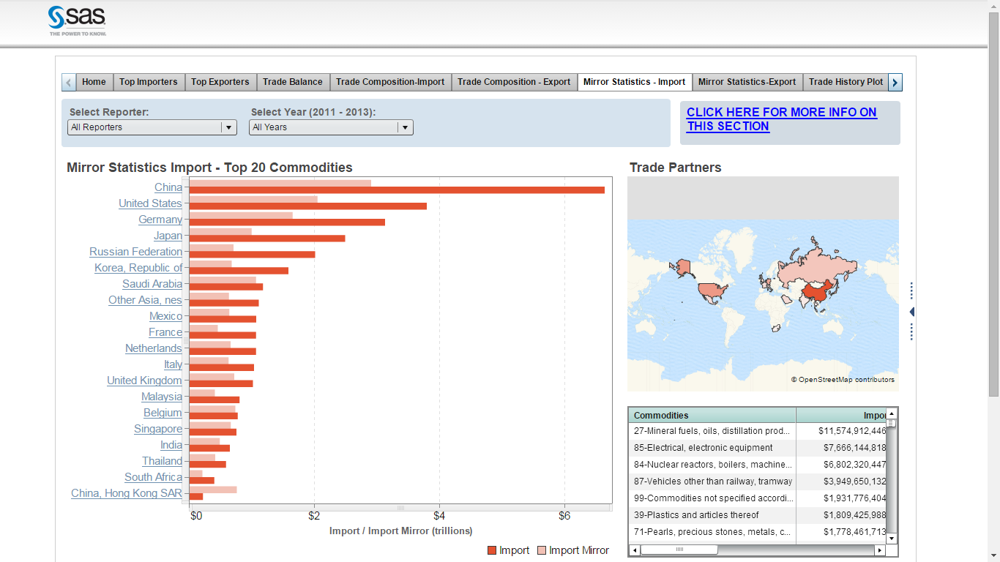 sas
THE POWER TO KNOW.
Home Top Importers Top Exporters Trade Balance Trade Composition-Import Trade Composition - Export Mirror Statistics - Import Mirror Statistics-Export Trade History Plot
Select Reporter: Select Year (2011 - 2013):
All Reporters All Years
CLICK HERE FOR MORE INFO ON
THIS SECTION
Mirror Statistics Import - Top 20 Commodities
China
United States
Germany
Japan
Russian Federation
Korea, Republic of
Saudi Arabia
Other Asia, nes
Mexico
France
Netherlands
Italy
United Kingdom
Malaysia
Belgium
Singapore
India
Thailand
South Africa
China, Hong Kong SAR
$0 $2 $4 $6
Import / Import Mirror (trillions)
Import Import Mirror
Trade Partners
© OpenStreetMap contributors
Commodities Impor
27-Mineral fuels, oils, distillation prod... $11,574,912,446
85-Electrical, electronic equipment $7,666,144,818
84-Nuclear reactors, boilers, machine... $6,802,320,447
87-Vehicles other than railway, tramway $3,949,650,132
99-Commodities not specified accordi... $1,931,776,404
39-Plastics and articles thereof $1,809,425,988
71-Pearls, precious stones, metals, c... $1,778,461,713